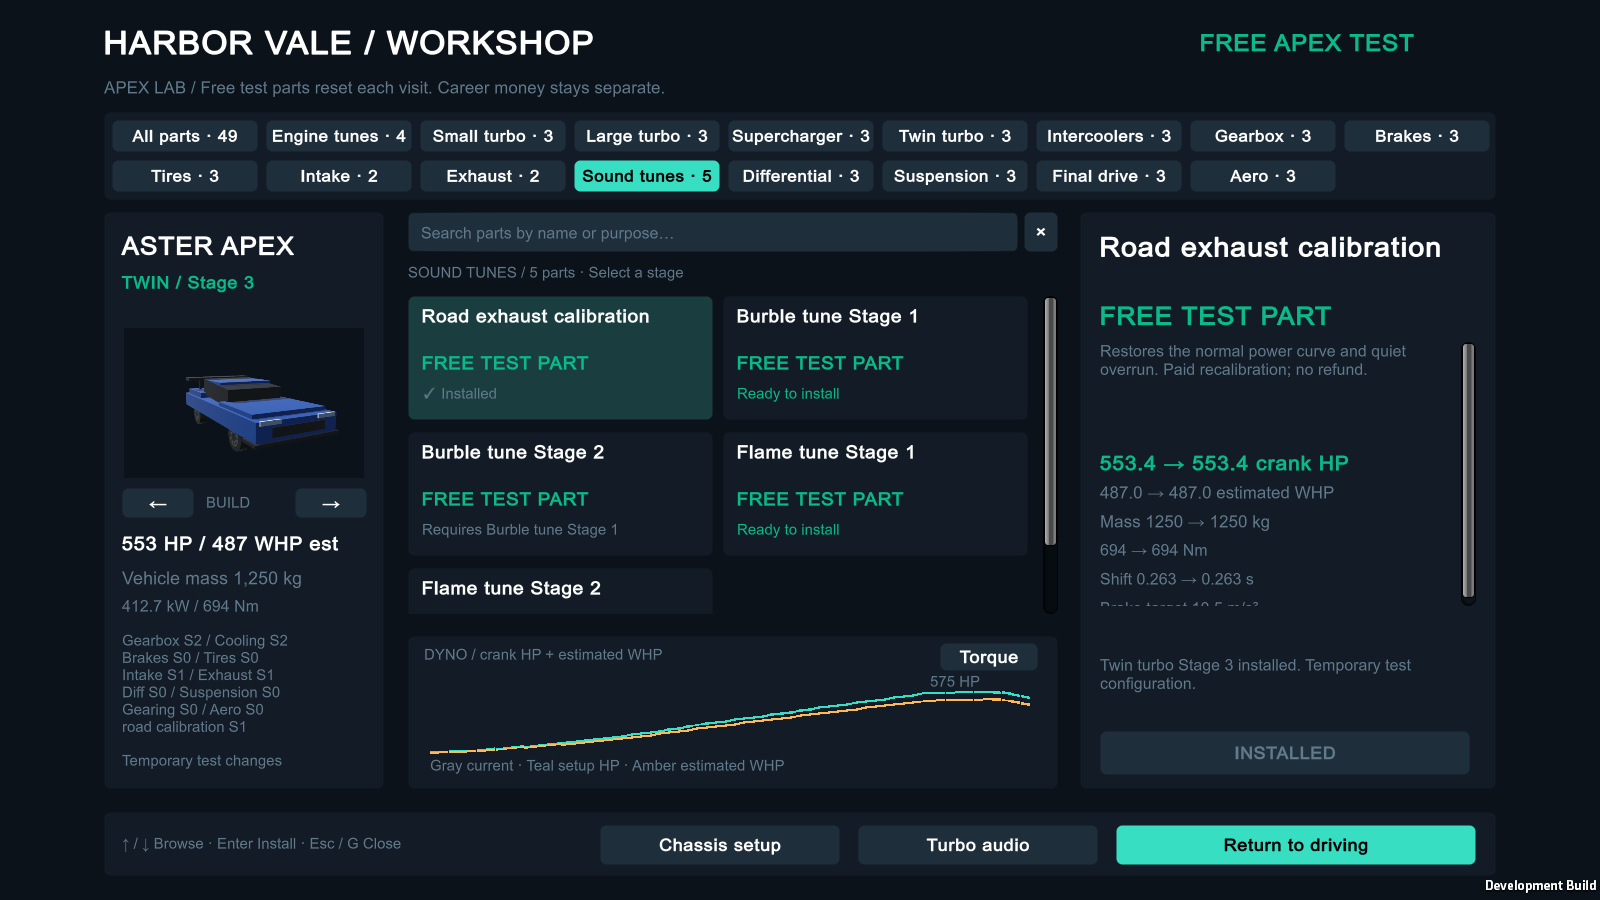 HARBOR VALE / WORKSHOP
FREE APEX TEST
APEX LAB / Free test parts reset each visit. Career money stays separate.
All parts · 49
Engine tunes · 4
Small turbo · 3
Large turbo · 3
Supercharger · 3
Twin turbo · 3
Intercoolers · 3
Gearbox · 3
Brakes · 3
Tires · 3
Intake · 2
Exhaust · 2
Sound tunes · 5
Differential · 3
Suspension · 3
Final drive · 3
Aero · 3
ASTER APEX
TWIN / Stage 3
← BUILD →
553 HP / 487 WHP est
Vehicle mass 1,250 kg
412.7 kW / 694 Nm
Gearbox S2 / Cooling S2
Brakes S0 / Tires S0
Intake S1 / Exhaust S1
Diff S0 / Suspension S0
Gearing S0 / Aero S0
road calibration S1
Temporary test changes
Search parts by name or purpose...
×
SOUND TUNES / 5 parts · Select a stage
Road exhaust calibration
FREE TEST PART
✓ Installed
Burble tune Stage 1
FREE TEST PART
Ready to install
Burble tune Stage 2
FREE TEST PART
Requires Burble tune Stage 1
Flame tune Stage 1
FREE TEST PART
Ready to install
Flame tune Stage 2
DYNO / crank HP + estimated WHP
Torque
575 HP
Gray current · Teal setup HP · Amber estimated WHP
Road exhaust calibration
FREE TEST PART
Restores the normal power curve and quiet
overrun. Paid recalibration; no refund.
553.4 → 553.4 crank HP
487.0 → 487.0 estimated WHP
Mass 1250 → 1250 kg
694 → 694 Nm
Shift 0.263 → 0.263 s
Twin turbo Stage 3 installed. Temporary test
configuration.
INSTALLED
↑ / ↓ Browse · Enter Install · Esc / G Close
Chassis setup
Turbo audio
Return to driving
Development Build